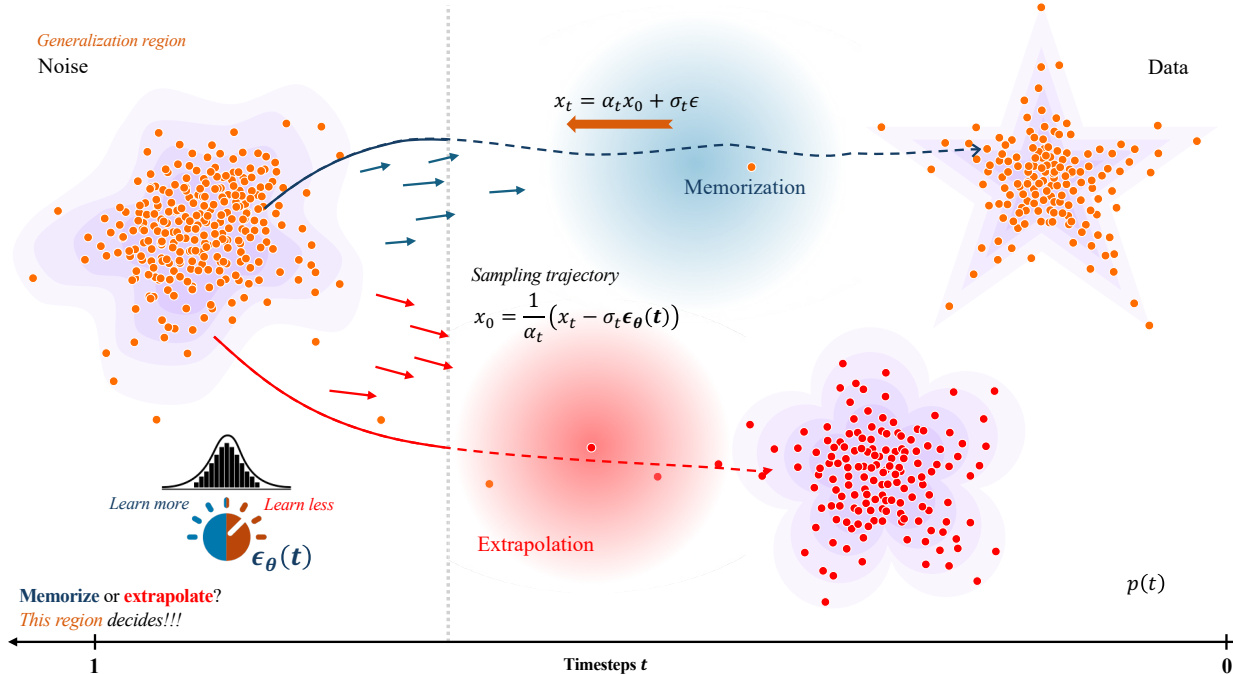 Generalization region
Noise
Data
x_t = α_t x_0 + σ_t ϵ
Memorization
Sampling trajectory
x_0 = \frac{1}{α_t} (x_t − σ_t ϵ_θ(t))
Learn more
Learn less
ϵ_θ(t)
Extrapolation
p(t)
Memorize or extrapolate?
This region decides!!!
1
Timesteps t
0